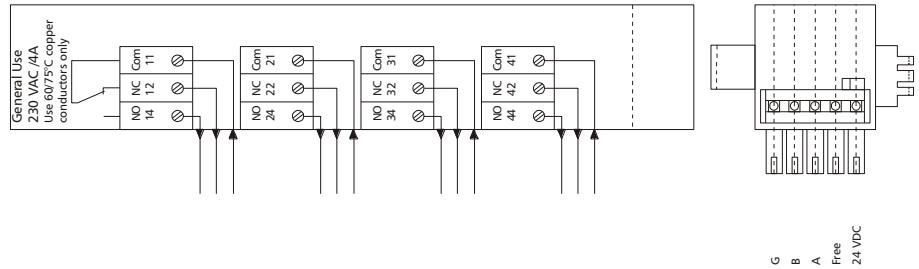 General Use
230 VAC /4A
Use 60/75°C copper
conductors only
Com 11
NC 12
NO 14
Com 21
NC 22
NO 24
Com 31
NC 32
NO 34
Com 41
NC 42
NO 44
G
B
A
Free
24 VDC